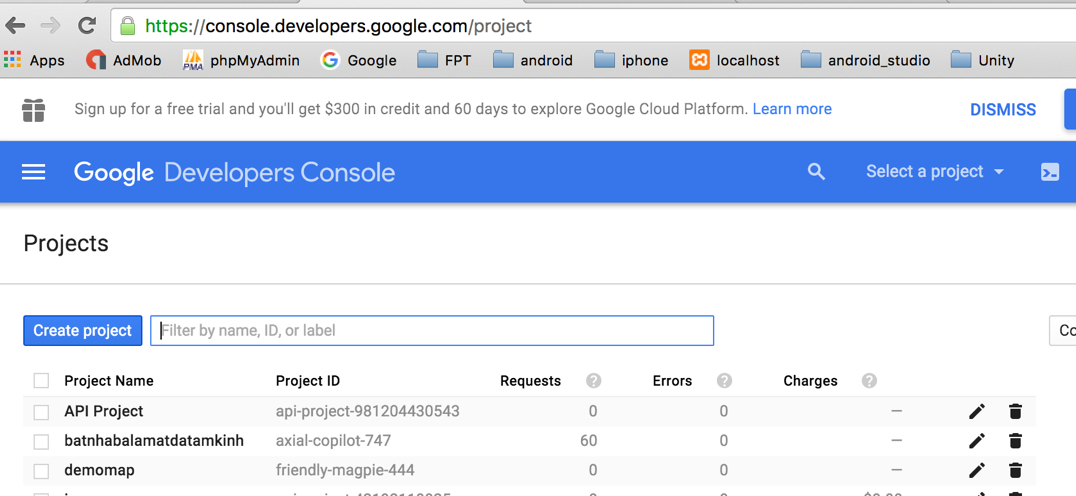 https://console.developers.google.com/project
Apps AdMob phpMyAdmin Google FPT android iphone localhost android_studio Unity
Sign up for a free trial and you'll get $300 in credit and 60 days to explore Google Cloud Platform. Learn more DISMISS
Google Developers Console Select a project
Projects
Create project Filter by name, ID, or label Co
Project Name Project ID Requests ? Errors ? Charges ?
API Project api-project-981204430543 0 0 —
batnhabalamatdatamkinh axial-copilot-747 60 0 —
demomap friendly-magpie-444 0 0 —